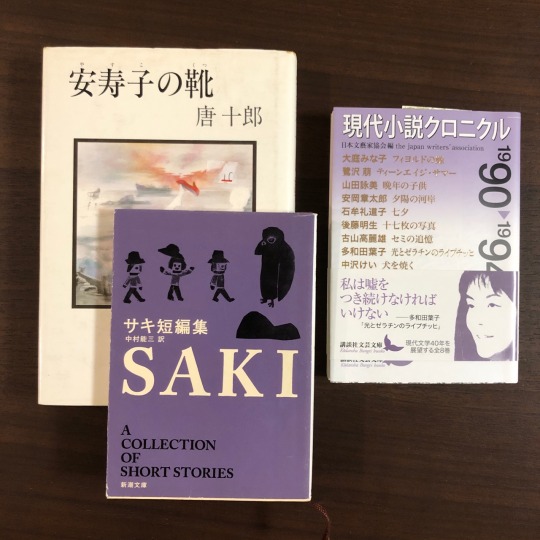 やすこ くつ
安寿子の靴
唐十郎
サキ短編集
中村能三 訳
SAKI
A
COLLECTION
OF
SHORT STORIES
新潮文庫
現代小説クロニクル
日本文藝家協会編 the japan writers' association
1990▶1994
大庭みな子 フィヨルドの鯨
鷺沢萠 ティーンエイジ・サマー
山田詠美 晩年の子供
安岡章太郎 夕陽の河岸
石牟礼道子 七夕
後藤明生 十七枚の写真
古山高麗雄 セミの追憶
多和田葉子 光とゼラチンのライプチッヒ
中沢けい 犬を焼く
私は嘘を
つき続けなければ
いけない
——多和田葉子
「光とゼラチンのライプチッヒ」
講談社文芸文庫
Kōdansha Bungei bunko
現代文学40年を
展望する全8巻